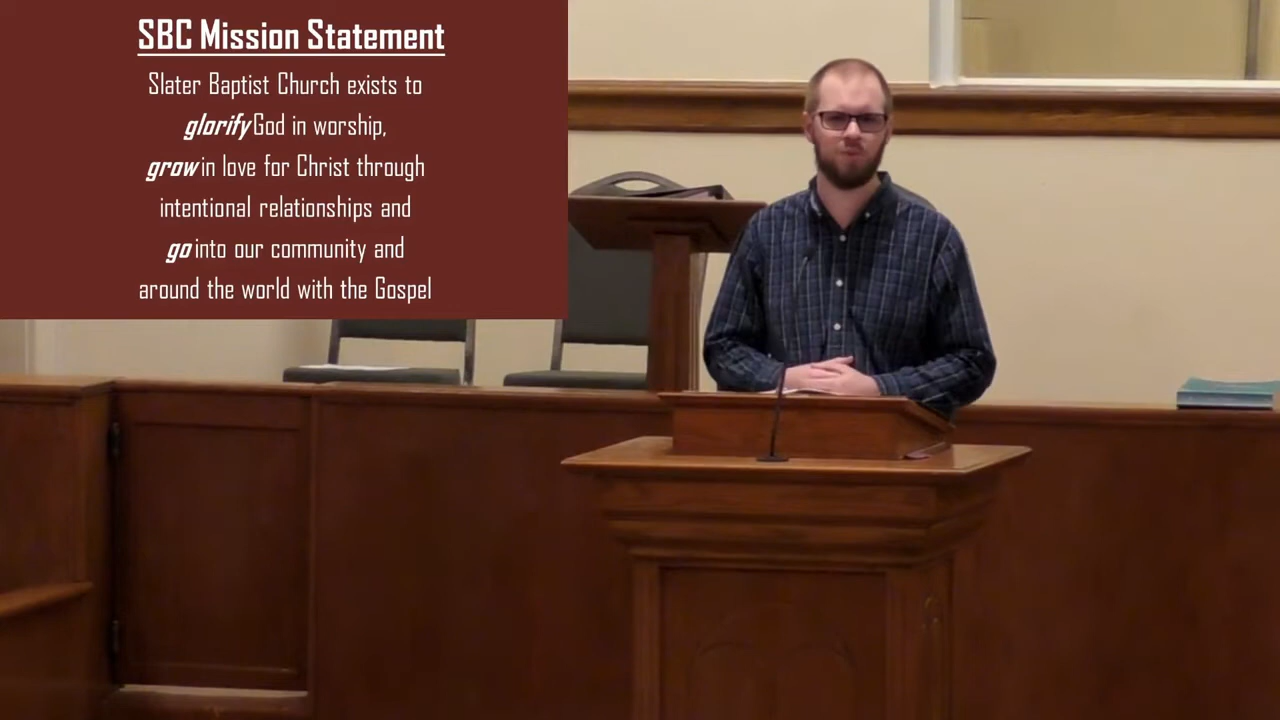 SBC Mission Statement
Slater Baptist Church exists to
glorify God in worship,
grow in love for Christ through
intentional relationships and
go into our community and
around the world with the Gospel